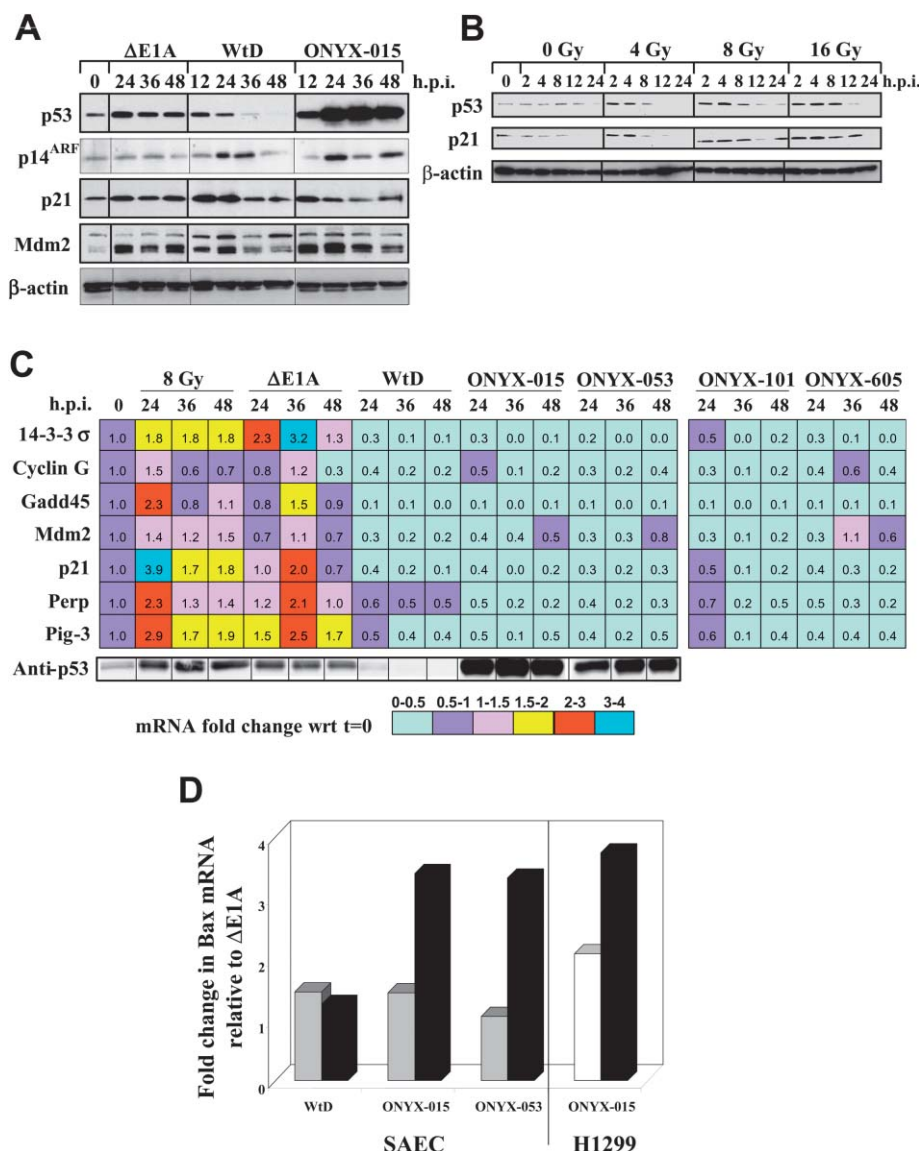 A
ΔE1A WtD ONYX-015
0 24 36 48 12 24 36 48 12 24 36 48 h.p.i.
p53
p14ARF
p21
Mdm2
β-actin
B
0 Gy 4 Gy 8 Gy 16 Gy
0 2 4 8 12 24 2 4 8 12 24 2 4 8 12 24 2 4 8 12 24 h.p.i.
p53
p21
β-actin
C
8 Gy ΔE1A WtD ONYX-015 ONYX-053 ONYX-101 ONYX-605
h.p.i. 0 24 36 48 24 36 48 24 36 48 24 36 48 24 36 48 24 36 48 24 36 48
14-3-3 σ 1.0 1.8 1.8 1.8 2.3 3.2 1.3 0.3 0.1 0.1 0.3 0.0 0.1 0.2 0.0 0.0 0.5 0.1 0.0 0.3 0.1 0.0
Cyclin G 1.0 1.5 0.6 0.7 0.8 1.2 0.3 0.4 0.2 0.2 0.5 0.1 0.2 0.3 0.2 0.4 0.3 0.1 0.2 0.4 0.6 0.4
Gadd45 1.0 2.3 0.8 1.1 0.8 1.5 0.9 0.1 0.1 0.0 0.1 0.0 0.1 0.1 0.0 0.1 0.1 0.0 0.1 0.1 0.1 0.1
Mdm2 1.0 1.4 1.2 1.5 0.7 1.1 0.7 0.2 0.1 0.1 0.4 0.4 0.5 0.3 0.3 0.8 0.3 0.1 0.2 0.3 1.1 0.6
p21 1.0 3.9 1.7 1.8 1.0 2.0 0.7 0.4 0.2 0.1 0.4 0.1 0.2 0.3 0.2 0.2 0.5 0.1 0.2 0.4 0.3 0.2
Perp 1.0 2.3 1.3 1.4 1.2 2.1 1.0 0.6 0.5 0.5 0.5 0.2 0.2 0.4 0.2 0.3 0.7 0.2 0.5 0.4 0.2 0.3
Pig-3 1.0 2.9 1.7 1.9 1.5 2.5 1.7 0.5 0.4 0.4 0.5 0.1 0.5 0.3 0.2 0.5 0.6 0.1 0.4 0.4 0.2 0.4
Anti-p53
0-0.5 0.5-1 1-1.5 1.5-2 2-3 3-4
mRNA fold change wrt t=0
D
Fold change in Bax mRNA
relative to ΔE1A
4
3
2
1
0
WtD ONYX-015 ONYX-053 ONYX-015
SAEC H1299